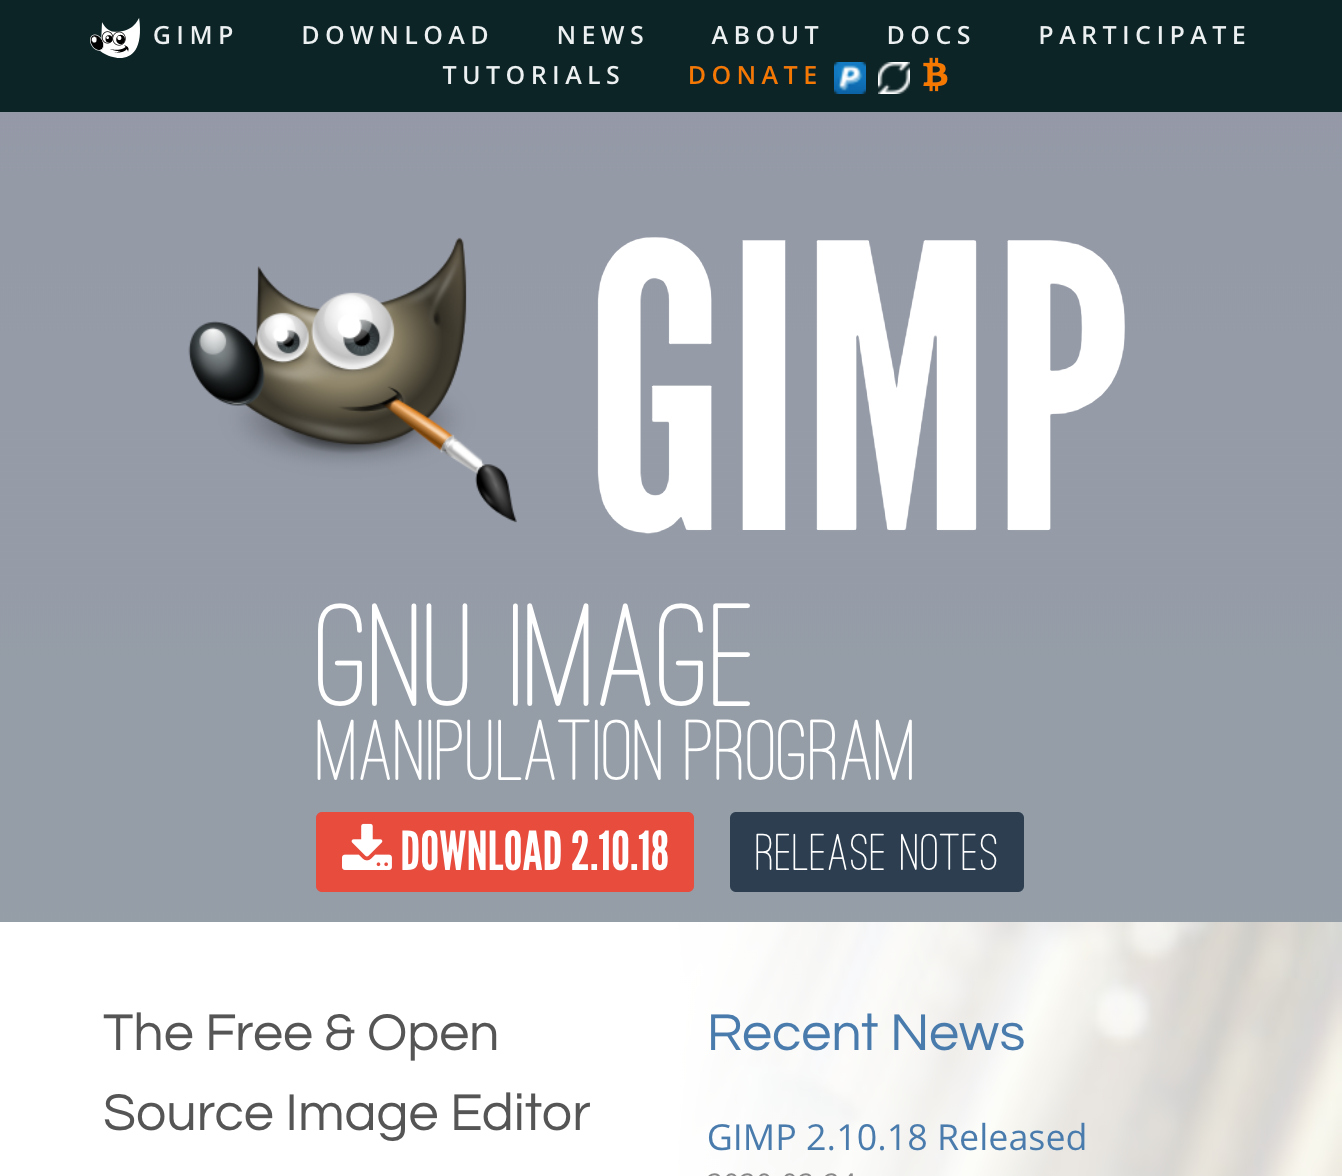 GIMP DOWNLOAD NEWS ABOUT DOCS PARTICIPATE
TUTORIALS DONATE
GIMP
GNU IMAGE
MANIPULATION PROGRAM
DOWNLOAD 2.10.18
RELEASE NOTES
The Free & Open
Source Image Editor
Recent News
GIMP 2.10.18 Released